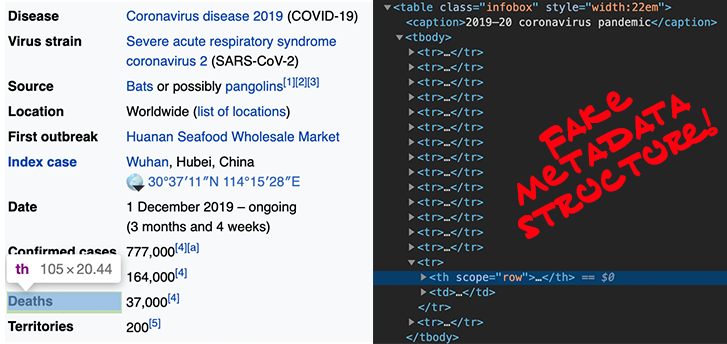 Disease Coronavirus disease 2019 (COVID-19)
Virus strain Severe acute respiratory syndrome
coronavirus 2 (SARS-CoV-2)
Source Bats or possibly pangolins[1][2][3]
Location Worldwide (list of locations)
First outbreak Huanan Seafood Wholesale Market
Index case Wuhan, Hubei, China
30°37′11″N 114°15′28″E
Date 1 December 2019 – ongoing
(3 months and 4 weeks)
Confirmed cases 777,000[4][a]
th 105 × 20.44
164,000[4]
Deaths 37,000[4]
Territories 200[5]
▼<table class="infobox" style="width:22em">
<caption>2019–20 coronavirus pandemic</caption>
▼<tbody>
▶<tr>…</tr>
▶<tr>…</tr>
▶<tr>…</tr>
▶<tr>…</tr>
▶<tr>…</tr>
▶<tr>…</tr>
▶<tr>…</tr>
▶<tr>…</tr>
▶<tr>…</tr>
▶<tr>…</tr>
▶<tr>…</tr>
▶<tr>…</tr>
▶<tr>…</tr>
▶<tr>…</tr>
▼<tr>
▶<th scope="row">…</th> == $0
▶<td>…</td>
</tr>
▶<tr>…</tr>
</tbody>
FAKE
METADATA
STRUCTURE!